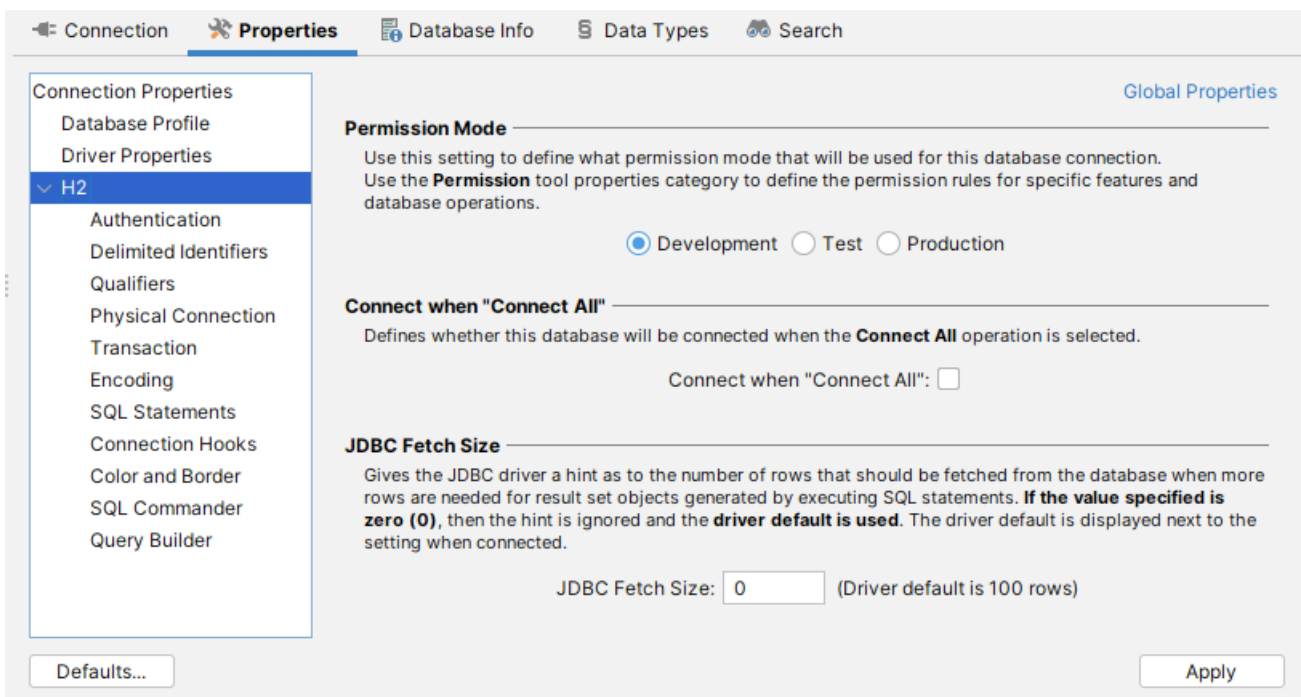 Connection Properties Database Info Data Types Search
Connection Properties
Global Properties
Database Profile
Driver Properties
H2
Authentication
Delimited Identifiers
Qualifiers
Physical Connection
Transaction
Encoding
SQL Statements
Connection Hooks
Color and Border
SQL Commander
Query Builder
Permission Mode
Use this setting to define what permission mode that will be used for this database connection.
Use the Permission tool properties category to define the permission rules for specific features and
database operations.
Development Test Production
Connect when "Connect All"
Defines whether this database will be connected when the Connect All operation is selected.
Connect when "Connect All":
JDBC Fetch Size
Gives the JDBC driver a hint as to the number of rows that should be fetched from the database when more
rows are needed for result set objects generated by executing SQL statements. If the value specified is
zero (0), then the hint is ignored and the driver default is used. The driver default is displayed next to the
setting when connected.
JDBC Fetch Size: 0 (Driver default is 100 rows)
Defaults... Apply